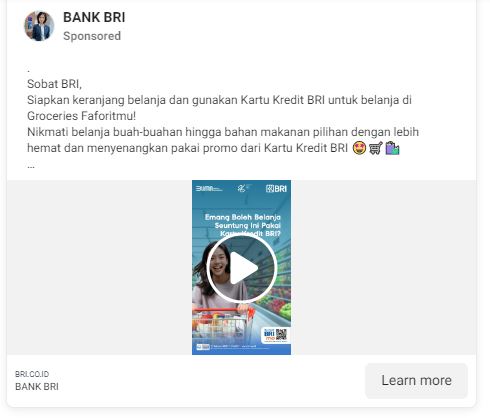 BANK BRI
Sponsored
.
Sobat BRI,
Siapkan keranjang belanja dan gunakan Kartu Kredit BRI untuk belanja di
Groceries Faforitmu!
Nikmati belanja buah-buahan hingga bahan makanan pilihan dengan lebih
hemat dan menyenangkan pakai promo dari Kartu Kredit BRI 🤩🛒🛍️
...
BUMN BRI
Emang Boleh Belanja
Seuntung Ini Pakai
Kartu Kredit BRI?
BRI
BRI.CO.ID
BANK BRI
Learn more